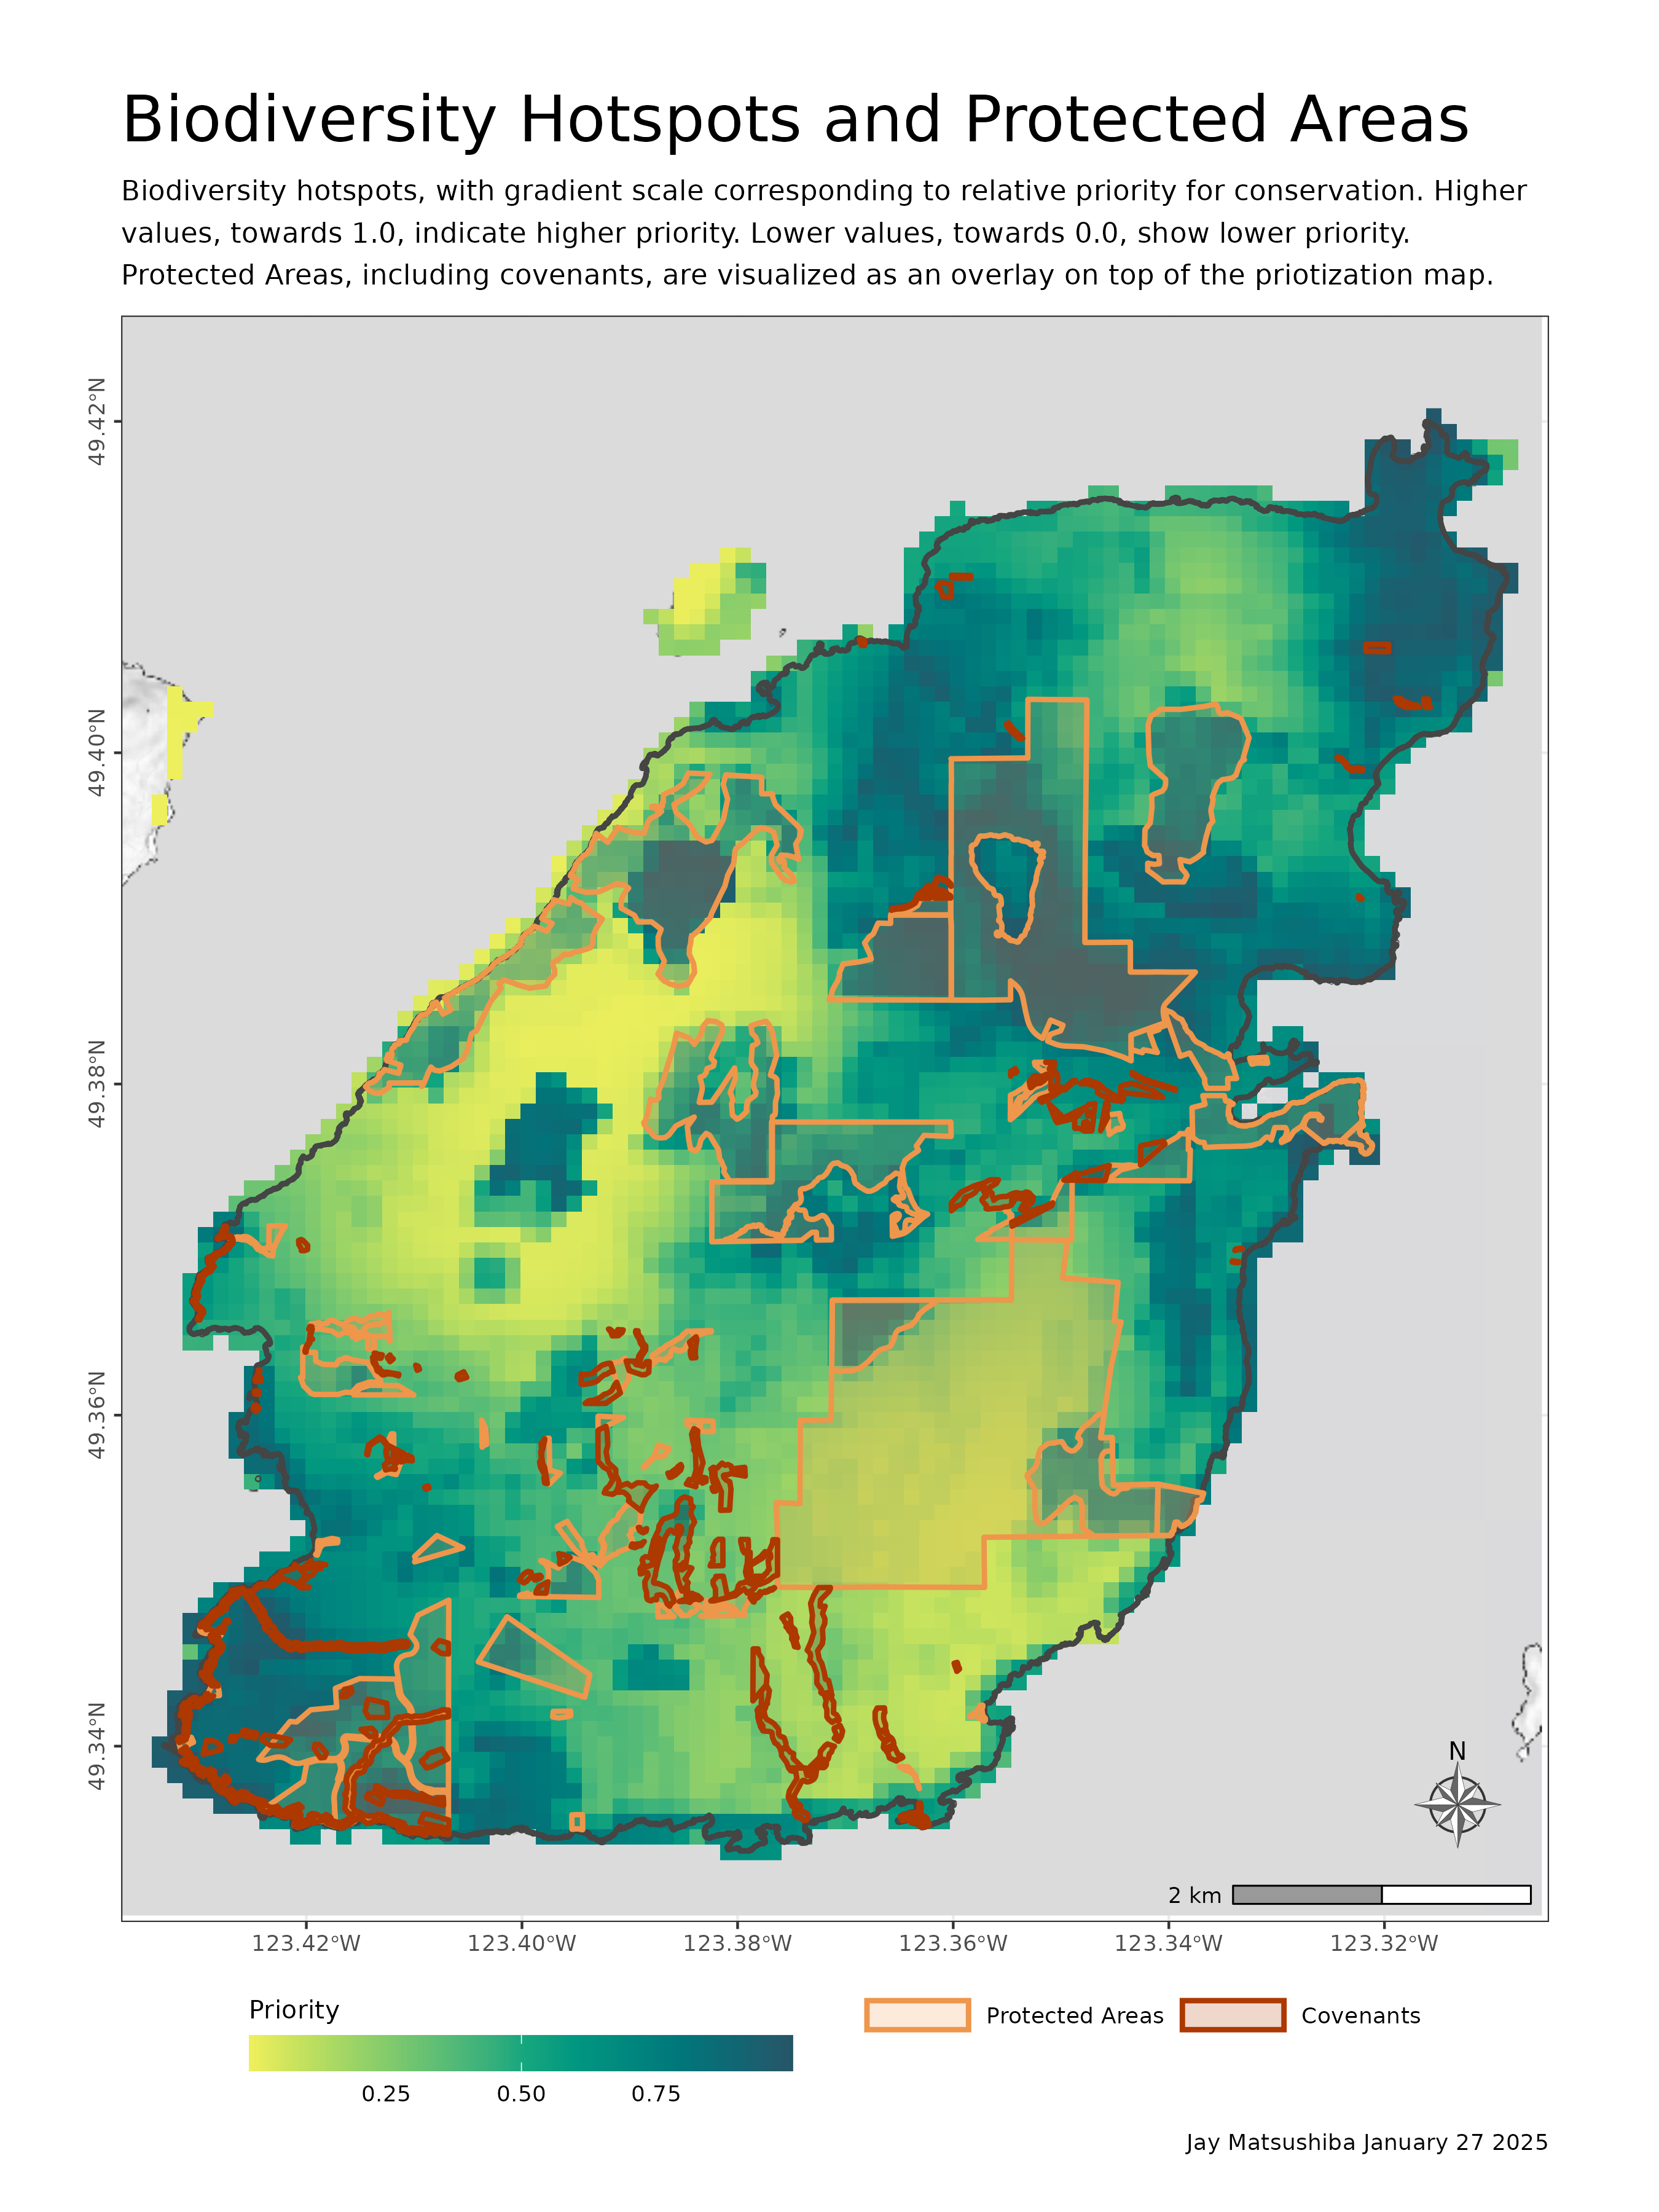 Biodiversity Hotspots and Protected Areas
Biodiversity hotspots, with gradient scale corresponding to relative priority for conservation. Higher
values, towards 1.0, indicate higher priority. Lower values, towards 0.0, show lower priority.
Protected Areas, including covenants, are visualized as an overlay on top of the priotization map.
49.42°N
49.40°N
49.38°N
49.36°N
49.34°N
N
2 km
123.42°W
123.40°W
123.38°W
123.36°W
123.34°W
123.32°W
Priority
0.25
0.50
0.75
Protected Areas
Covenants
Jay Matsushiba January 27 2025